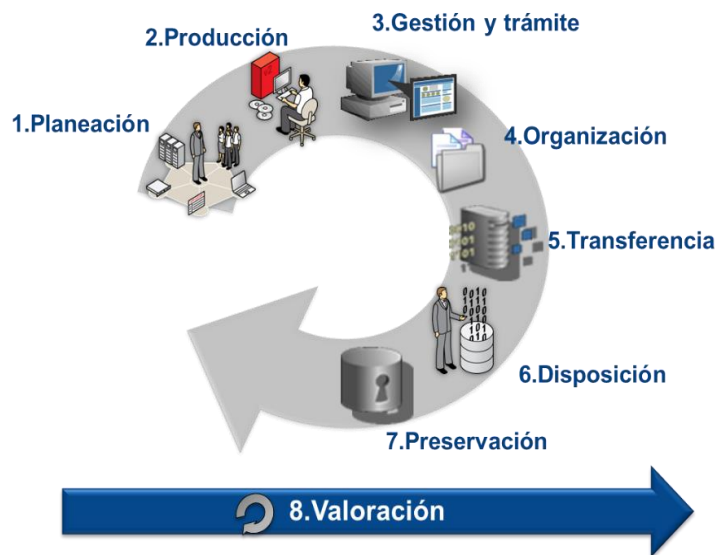 1.Planeación
2.Producción
3.Gestión y trámite
4.Organización
5.Transferencia
6.Disposición
7.Preservación
8.Valoración